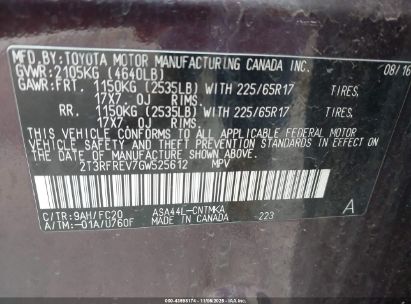 MFD.BY: TOYOTA MOTOR MANUFACTURING CANADA INC. 08/16
GVWR: 2105KG (4640LB)
GAWR: FRT. 1150KG (2535LB) WITH 225/65R17 TIRES,
17X7. OJ RIMS.
RR. 1150KG (2535LB) WITH 225/65R17 TIRES,
17X7. OJ RIMS.
THIS VEHICLE CONFORMS TO ALL APPLICABLE FEDERAL MOTOR
VEHICLE SAFETY AND THEFT PREVENTION STANDARDS IN
EFFECT ON THE DATE OF MANUFACTURE SHOWN ABOVE.
2T3RFREV7GW525612 MPV
C/TR: 9AH/FC20 ASA44L-CNTMKA
A/TM: -01A/U760F MADE IN CANADA 223 A